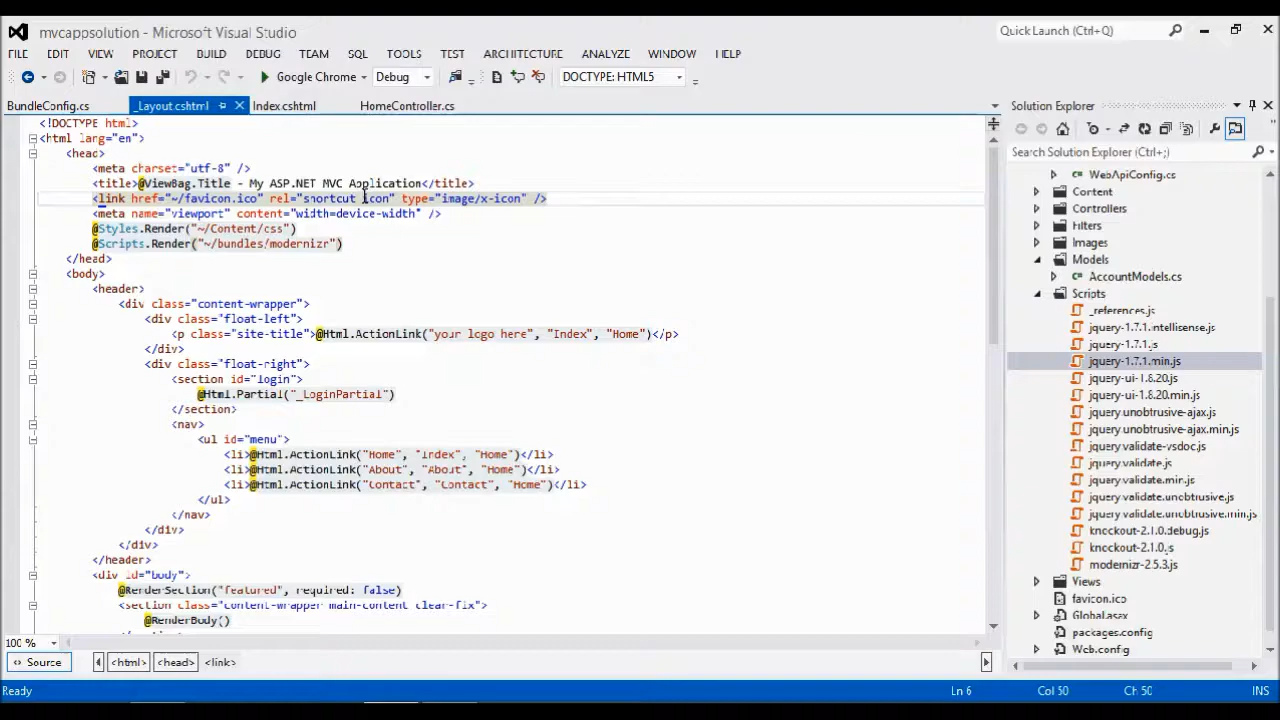 mvcappsolution - Microsoft Visual Studio
Quick Launch (Ctrl+Q)
FILE EDIT VIEW PROJECT BUILD DEBUG TEAM SQL TOOLS TEST ARCHITECTURE ANALYZE WINDOW HELP
Google Chrome Debug DOCTYPE: HTML5
BundleConfig.cs _Layout.cshtml Index.cshtml HomeController.cs
<!DOCTYPE html>
<html lang="en">
<head>
<meta charset="utf-8" />
<title>@ViewBag.Title - My ASP.NET MVC Application</title>
<link href="~/favicon.ico" rel="shortcut icon" type="image/x-icon" />
<meta name="viewport" content="width=device-width" />
@Styles.Render("~/Content/css")
@Scripts.Render("~/bundles/modernizr")
</head>
<body>
<header>
<div class="content-wrapper">
<div class="float-left">
<p class="site-title">@Html.ActionLink("your logo here", "Index", "Home")</p>
</div>
<div class="float-right">
<section id="login">
@Html.Partial("_LoginPartial")
</section>
<nav>
<ul id="menu">
<li>@Html.ActionLink("Home", "Index", "Home")</li>
<li>@Html.ActionLink("About", "About", "Home")</li>
<li>@Html.ActionLink("Contact", "Contact", "Home")</li>
</ul>
</nav>
</div>
</div>
</header>
<div id="body">
@RenderSection("featured", required: false)
<section class="content-wrapper main-content clear-fix">
@RenderBody()
100 %
Source <html> <head> <link>
Solution Explorer
Search Solution Explorer (Ctrl+;)
WebApiConfig.cs
Content
Controllers
Filters
Images
Models
AccountModels.cs
Scripts
_references.js
jquery-1.7.1.intellisense.js
jquery-1.7.1.js
jquery-1.7.1.min.js
jquery-ui-1.8.20.js
jquery-ui-1.8.20.min.js
jquery.unobtrusive-ajax.js
jquery.unobtrusive-ajax.min.js
jquery.validate-vsdoc.js
jquery.validate.js
jquery.validate.min.js
jquery.validate.unobtrusive.js
jquery.validate.unobtrusive.min.js
knockout-2.1.0.debug.js
knockout-2.1.0.js
modernizr-2.5.3.js
Views
favicon.ico
Global.asax
packages.config
Web.config
Ready Ln 6 Col 50 Ch 50 INS